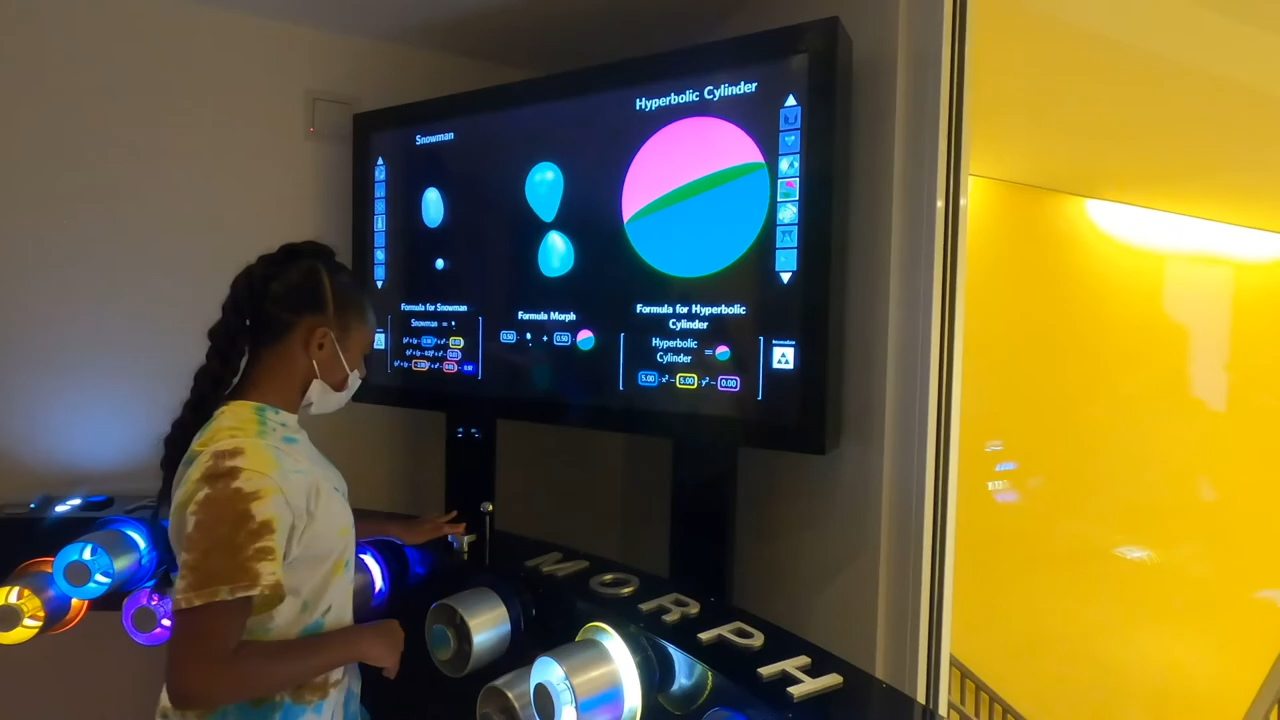 Snowman
Hyperbolic Cylinder
Formula for Snowman
Snowman =
Formula Morph
0.50 · + 0.50 ·
Formula for Hyperbolic
Cylinder
Hyperbolic
Cylinder =
5.00 · x² − 5.00 · y² − 0.00
Intermediate
MORPH